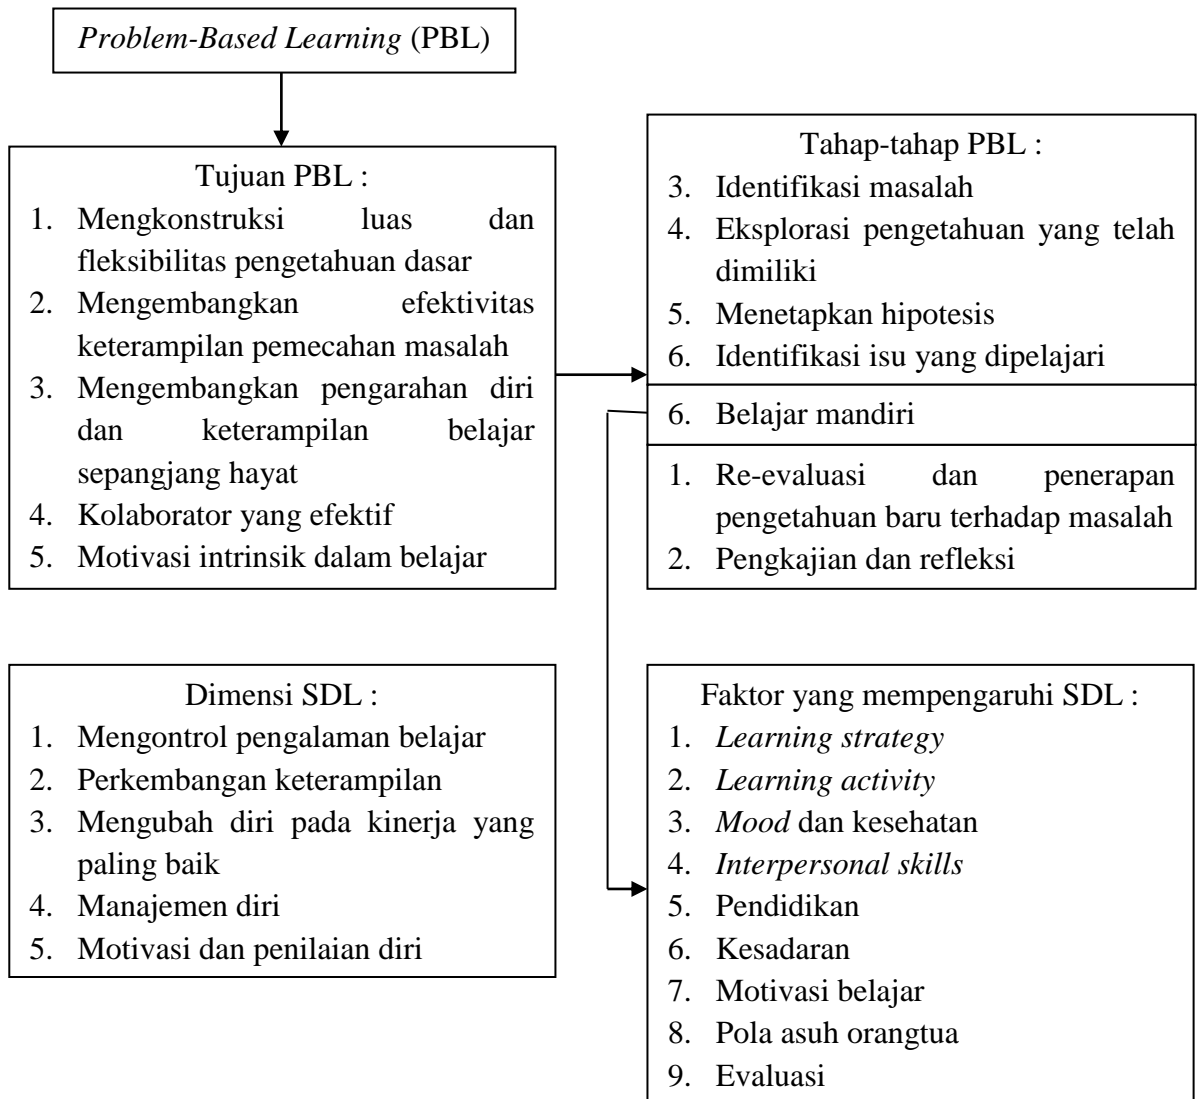 Problem-Based Learning (PBL)
Tujuan PBL :
1. Mengkonstruksi luas dan
fleksibilitas pengetahuan dasar
2. Mengembangkan efektivitas
keterampilan pemecahan masalah
3. Mengembangkan pengarahan diri
dan keterampilan belajar
sepangjang hayat
4. Kolaborator yang efektif
5. Motivasi intrinsik dalam belajar
Tahap-tahap PBL :
3. Identifikasi masalah
4. Eksplorasi pengetahuan yang telah
dimiliki
5. Menetapkan hipotesis
6. Identifikasi isu yang dipelajari
6. Belajar mandiri
1. Re-evaluasi dan penerapan
pengetahuan baru terhadap masalah
2. Pengkajian dan refleksi
Dimensi SDL :
1. Mengontrol pengalaman belajar
2. Perkembangan keterampilan
3. Mengubah diri pada kinerja yang
paling baik
4. Manajemen diri
5. Motivasi dan penilaian diri
Faktor yang mempengaruhi SDL :
1. Learning strategy
2. Learning activity
3. Mood dan kesehatan
4. Interpersonal skills
5. Pendidikan
6. Kesadaran
7. Motivasi belajar
8. Pola asuh orangtua
9. Evaluasi